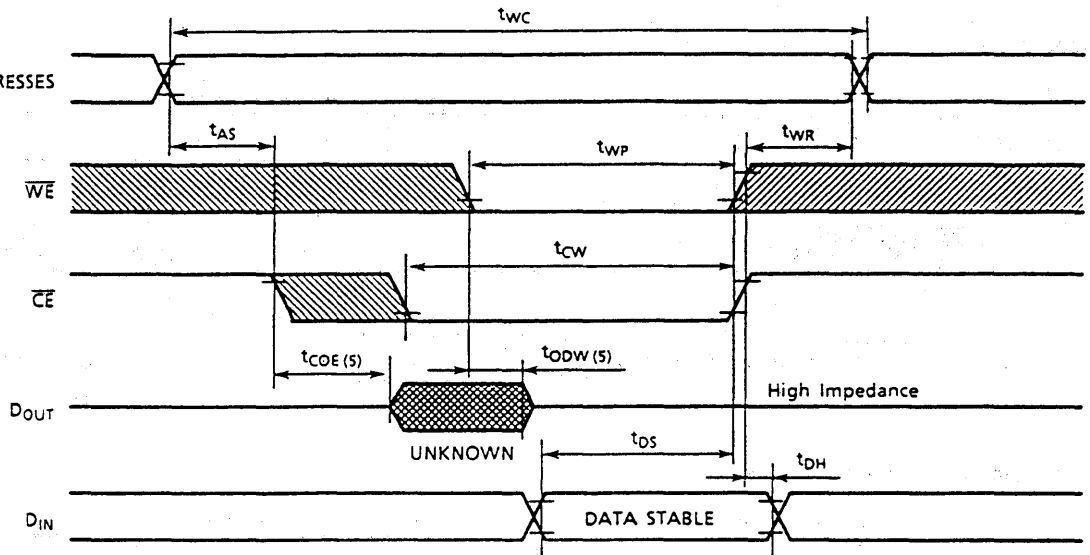 tWC
RESSES
tAS
tWP
tWR
WE
tCW
CE
tCOE (5)
tODW (5)
High Impedance
DOUT
UNKNOWN
tDS
tDH
DIN
DATA STABLE